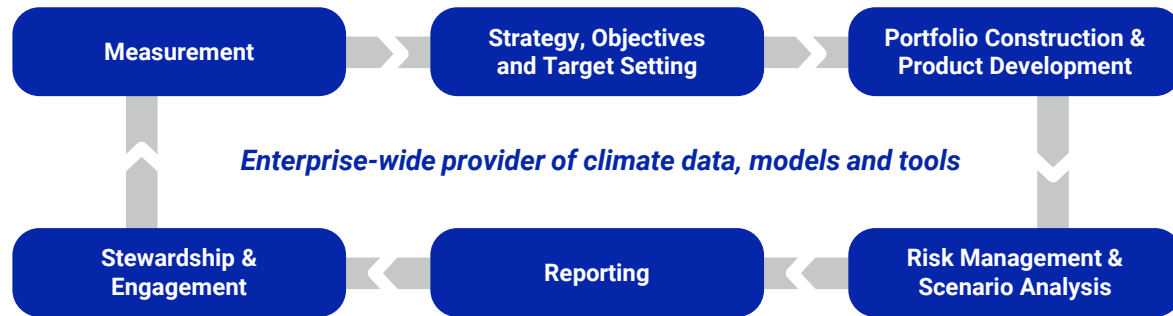 Measurement
Strategy, Objectives
and Target Setting
Portfolio Construction &
Product Development
Enterprise-wide provider of climate data, models and tools
Stewardship &
Engagement
Reporting
Risk Management &
Scenario Analysis